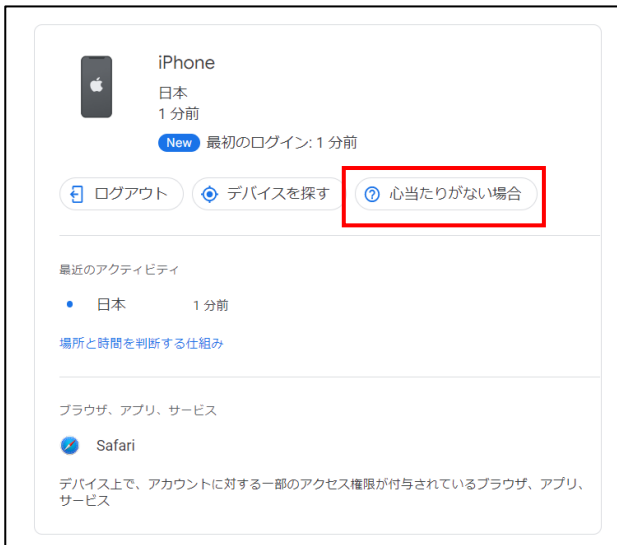 iPhone
日本
1 分前
New 最初のログイン: 1 分前
ログアウト デバイスを探す 心当たりがない場合
最近のアクティビティ
日本 1 分前
場所と時間を判断する仕組み
ブラウザ、アプリ、サービス
Safari
デバイス上で、アカウントに対する一部のアクセス権限が付与されているブラウザ、アプリ、
サービス